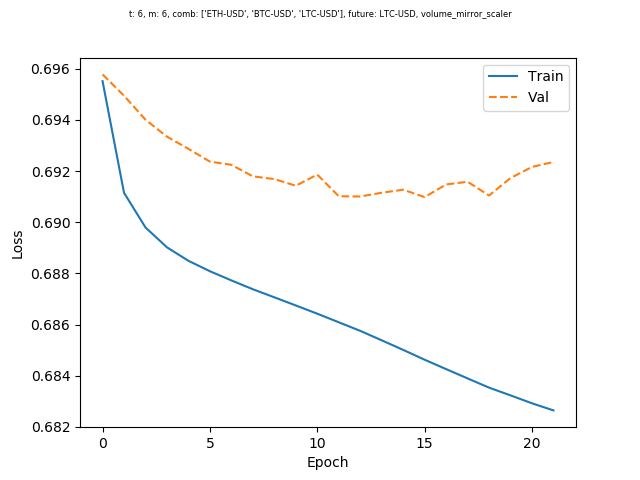 t: 6, m: 6, comb: ['ETH-USD', 'BTC-USD', 'LTC-USD'], future: LTC-USD, volume_mirror_scaler
Train
Val
0.696
0.694
0.692
0.690
0.688
0.686
0.684
0.682
Loss
0
5
10
15
20
Epoch